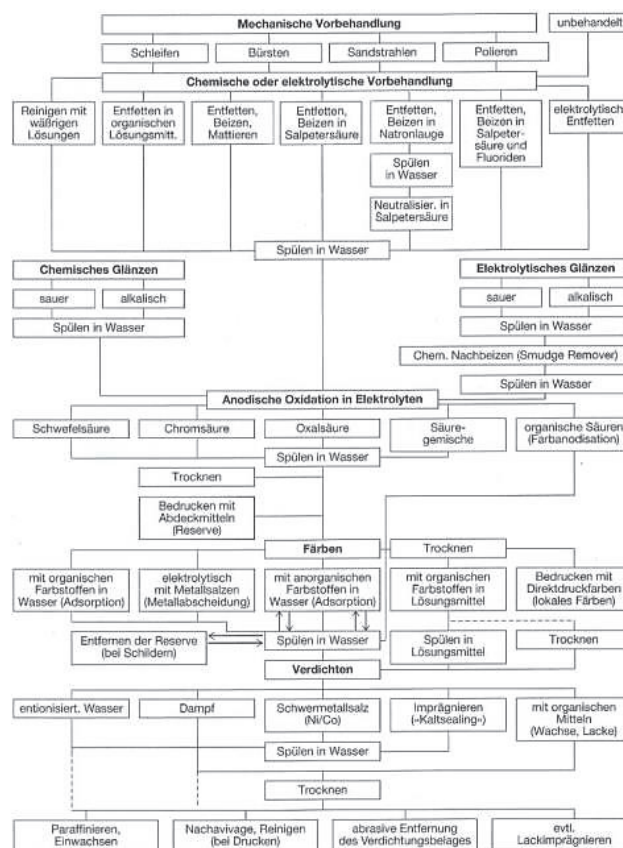 Mechanische Vorbehandlung
unbehandelt
Schleifen
Bürsten
Sandstrahlen
Polieren
Chemische oder elektrolytische Vorbehandlung
Reinigen mit
wäßrigen
Lösungen
Entfetten in
organischen
Lösungsmitt.
Entfetten,
Beizen,
Mattieren
Entfetten,
Beizen in
Salpetersäure
Entfetten,
Beizen in
Natronlauge
Entfetten,
Beizen in
Salpeter-
säure und
Fluoriden
elektrolytisch
Entfetten
Spülen
in Wasser
Neutralisier. in
Salpetersäure
Spülen in Wasser
Chemisches Glänzen
sauer
alkalisch
Spülen in Wasser
Elektrolytisches Glänzen
sauer
alkalisch
Spülen in Wasser
Chem. Nachbeizen (Smudge Remover)
Spülen in Wasser
Anodische Oxidation in Elektrolyten
Schwefelsäure
Chromsäure
Oxalsäure
Säure-
gemische
organische Säuren
(Farbanodisation)
Spülen in Wasser
Trocknen
Bedrucken mit
Abdeckmitteln
(Reserve)
Färben
Trocknen
mit organischen
Farbstoffen in
Wasser (Adsorption)
elektrolytisch
mit Metallsalzen
(Metallabscheidung)
mit anorganischen
Farbstoffen in
Wasser (Adsorption)
mit organischen
Farbstoffen in
Lösungsmittel
Bedrucken mit
Direktdruckfarben
(lokales Färben)
Entfernen der Reserve
(bei Schildern)
Spülen in Wasser
Spülen in
Lösungsmittel
Trocknen
Verdichten
entionisiert. Wasser
Dampf
Schwermetallsalz
(Ni/Co)
Imprägnieren
(»Kaltsealing«)
mit organischen
Mitteln
(Wachse, Lacke)
Spülen in Wasser
Trocknen
Paraffinieren,
Einwachsen
Nachavivage, Reinigen
(bei Drucken)
abrasive Entfernung
des Verdichtungsbelages
evtl.
Lackimprägnieren